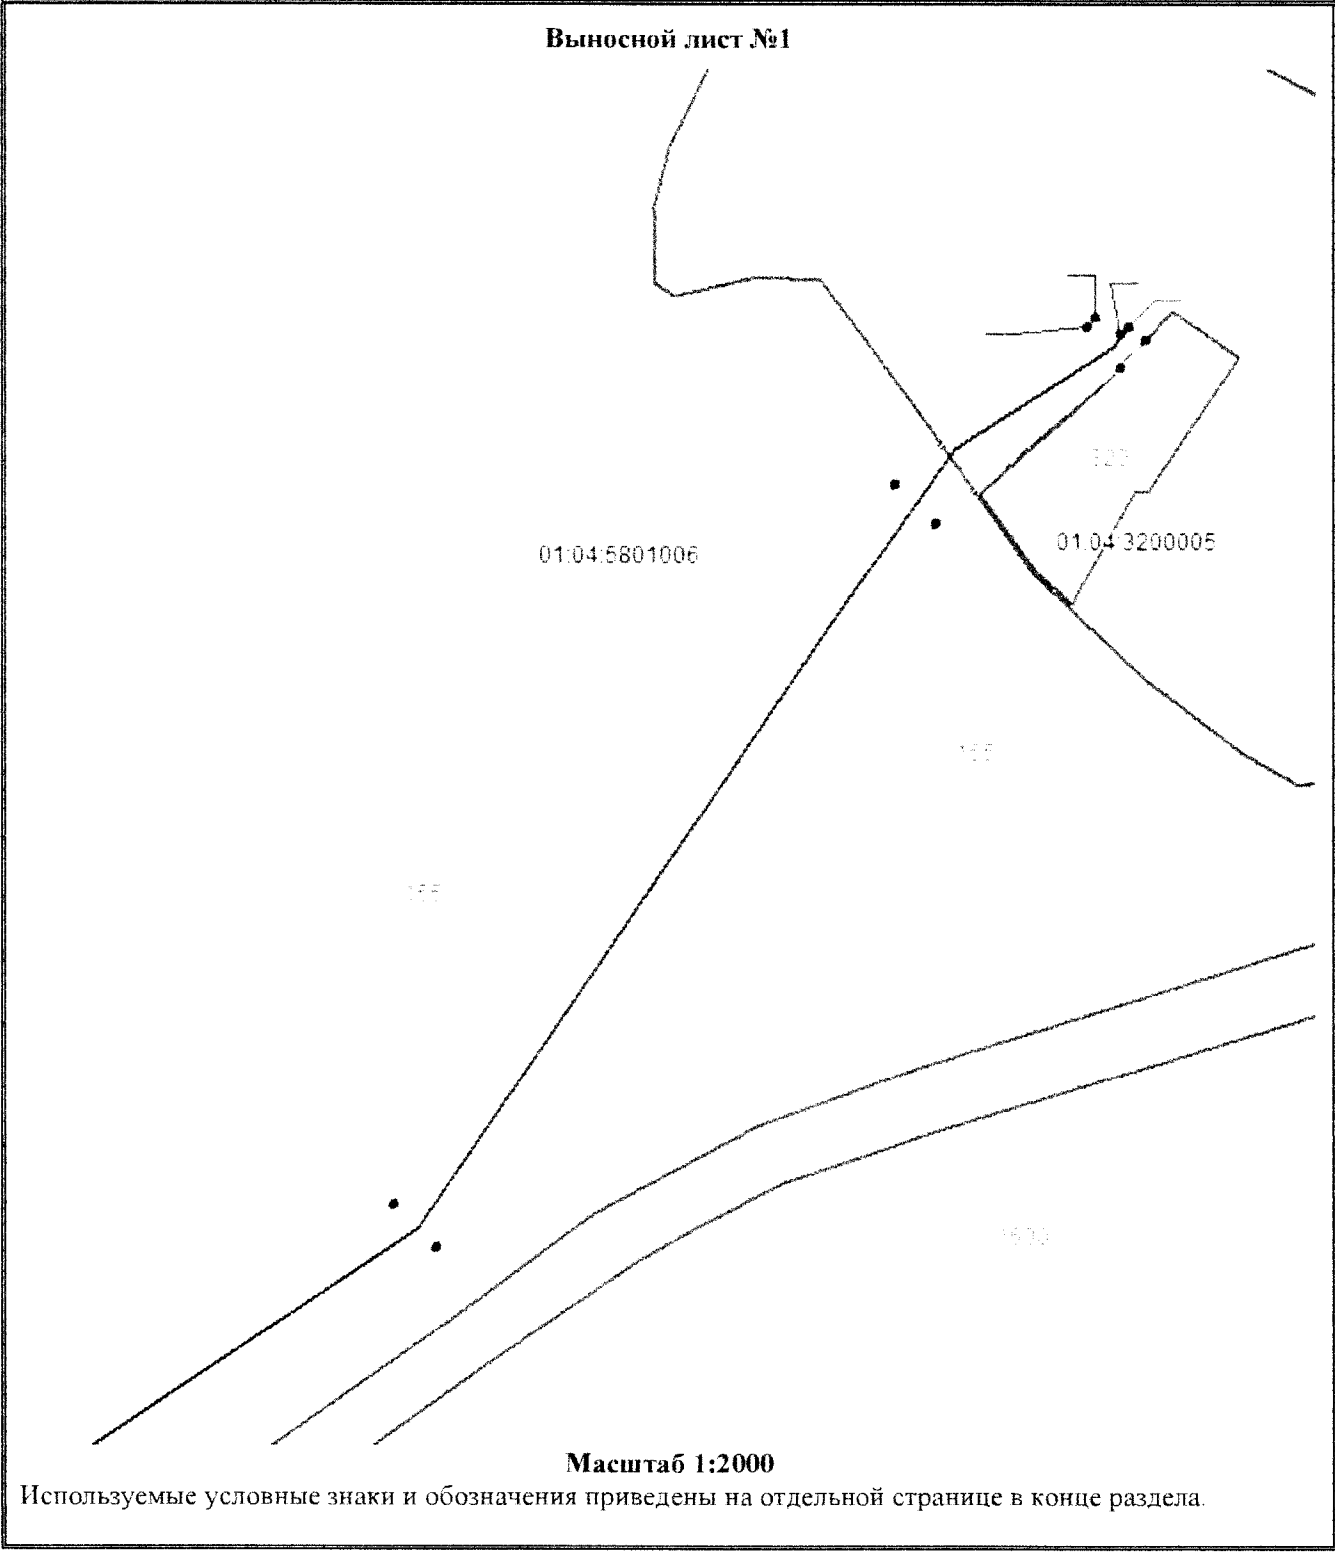 Выносной лист №1
01:04:5801006
01:04:3200005
Масштаб 1:2000
Используемые условные знаки и обозначения приведены на отдельной странице в конце раздела.